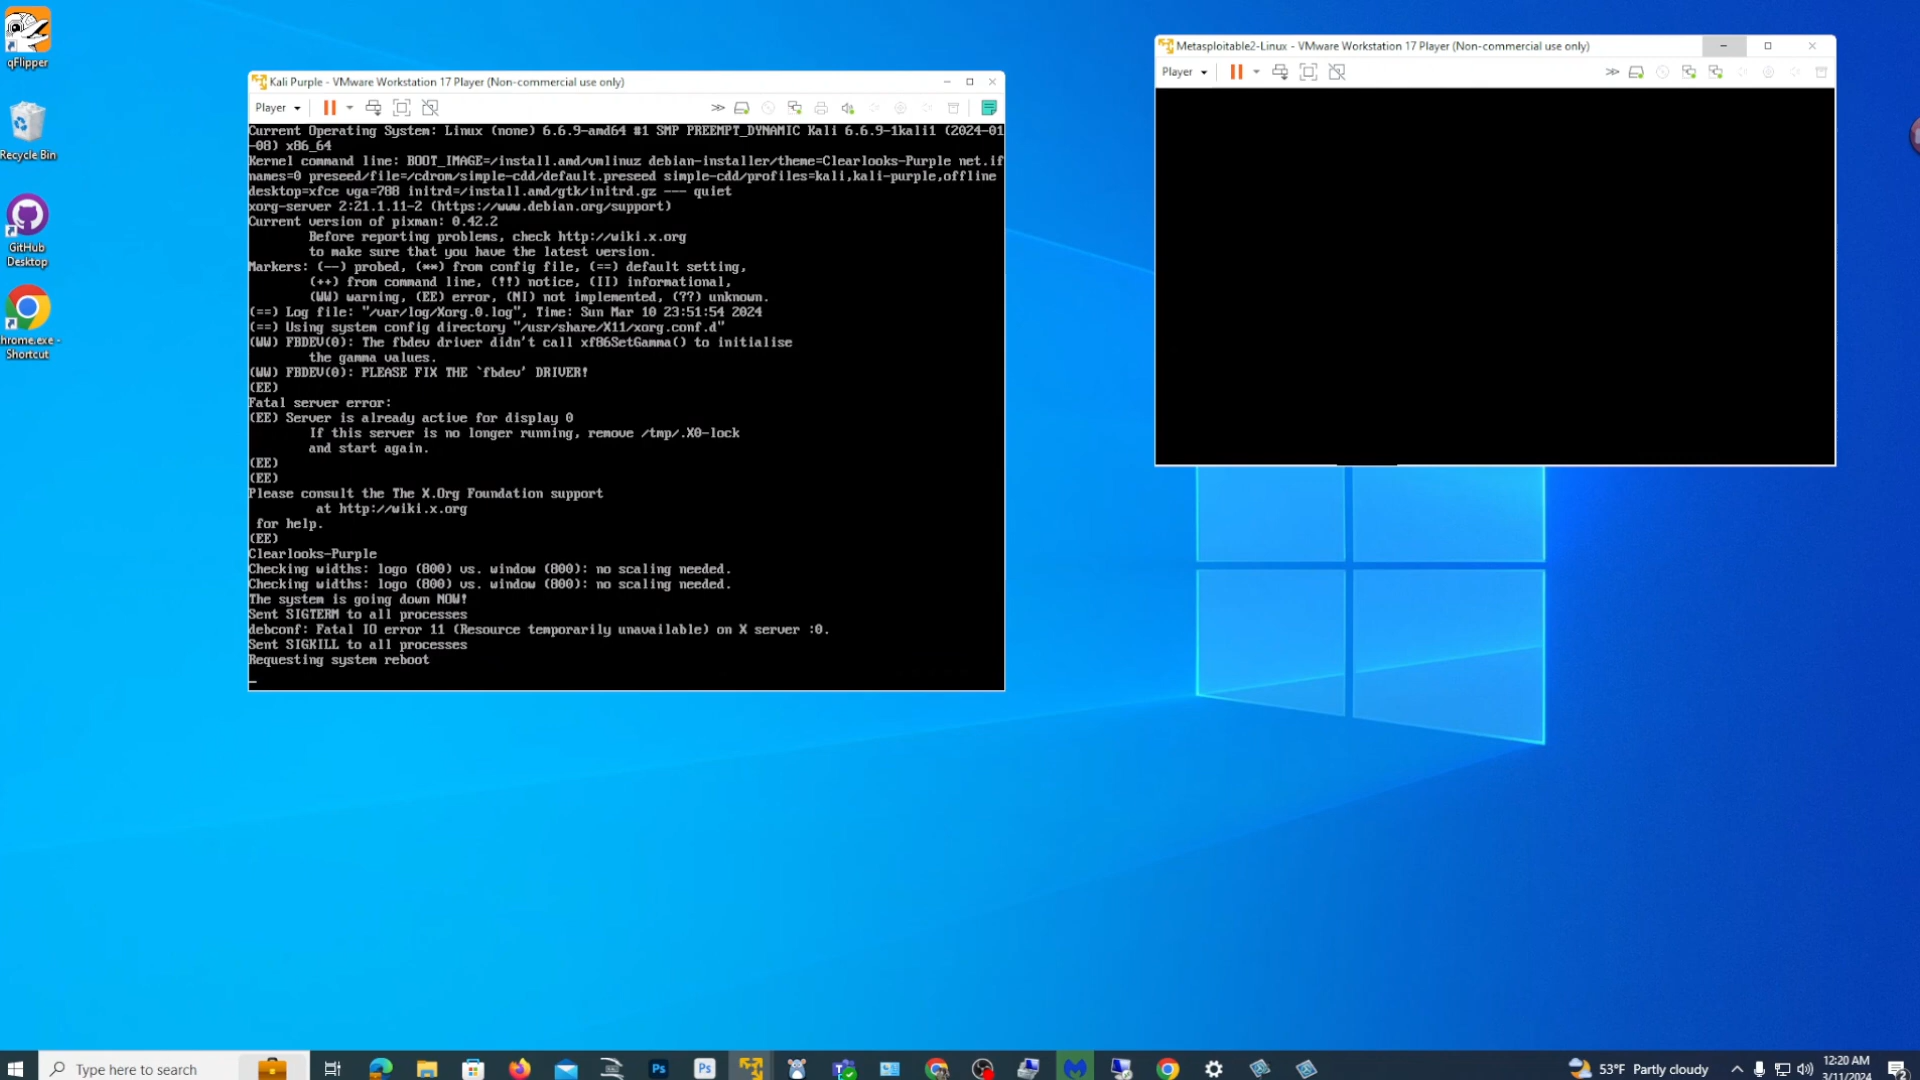 qFlipper
Recycle Bin
GitHub
Desktop
hrome.exe -
Shortcut
Kali Purple - VMware Workstation 17 Player (Non-commercial use only)
Player
Current Operating System: Linux (none) 6.6.9-amd64 #1 SMP PREEMPT_DYNAMIC Kali 6.6.9-1kali1 (2024-01
-08) x86_64
Kernel command line: BOOT_IMAGE=/install.amd/vmlinuz debian-installer/theme=Clearlooks-Purple net.if
names=0 preseed/file=/cdrom/simple-cdd/default.preseed simple-cdd/profiles=kali,kali-purple,offline
desktop=xfce vga=788 initrd=/install.amd/gtk/initrd.gz --- quiet
xorg-server 2:21.1.11-2 (https://www.debian.org/support)
Current version of pixman: 0.42.2
Before reporting problems, check http://wiki.x.org
to make sure that you have the latest version.
Markers: (--) probed, (**) from config file, (==) default setting,
(++) from command line, (!!) notice, (II) informational,
(WW) warning, (EE) error, (NI) not implemented, (??) unknown.
(==) Log file: "/var/log/Xorg.0.log", Time: Sun Mar 10 23:51:54 2024
(==) Using system config directory "/usr/share/X11/xorg.conf.d"
(WW) FBDEV(0): The fbdev driver didn't call xf86SetGamma() to initialise
the gamma values.
(WW) FBDEV(0): PLEASE FIX THE `fbdev' DRIVER!
(EE)
Fatal server error:
(EE) Server is already active for display 0
If this server is no longer running, remove /tmp/.X0-lock
and start again.
(EE)
(EE)
Please consult the The X.Org Foundation support
at http://wiki.x.org
for help.
(EE)
Clearlooks-Purple
Checking widths: logo (800) vs. window (800): no scaling needed.
Checking widths: logo (800) vs. window (800): no scaling needed.
The system is going down NOW!
Sent SIGTERM to all processes
debconf: Fatal IO error 11 (Resource temporarily unavailable) on X server :0.
Sent SIGKILL to all processes
Requesting system reboot
_
Metasploitable2-Linux - VMware Workstation 17 Player (Non-commercial use only)
Player
Type here to search
Ps
Ps
53°F Partly cloudy
12:20 AM
3/11/2024
2